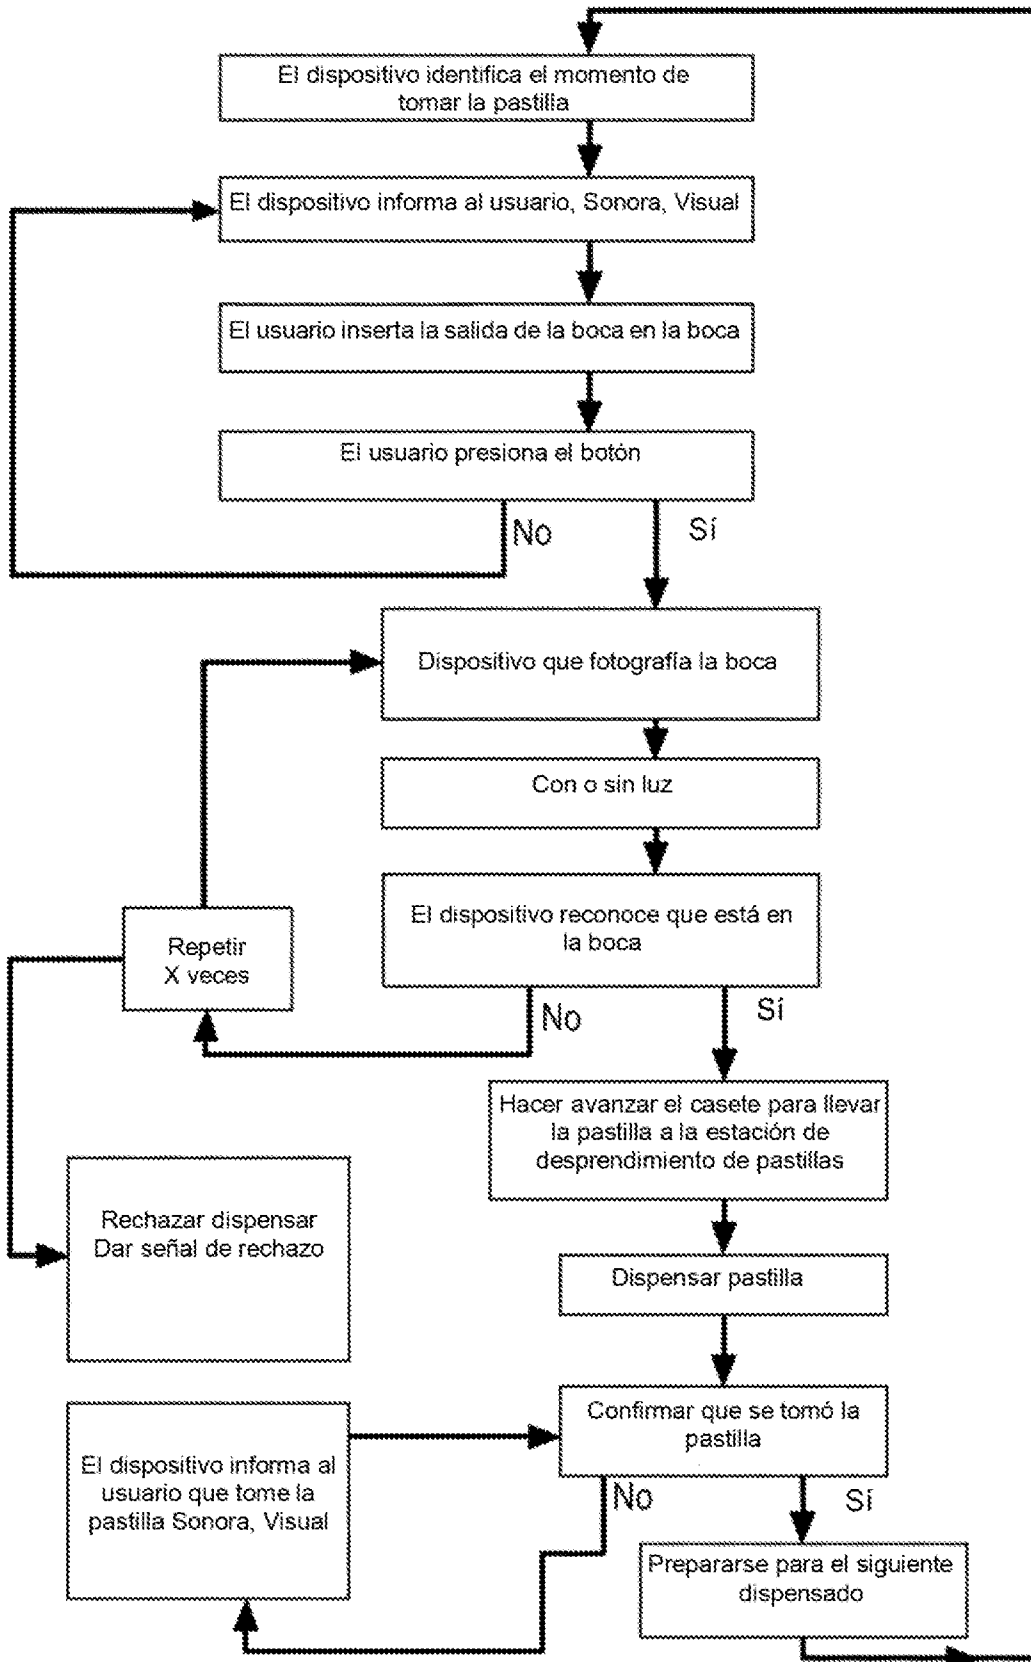 El dispositivo identifica el momento de
tomar la pastilla
El dispositivo informa al usuario, Sonora, Visual
El usuario inserta la salida de la boca en la boca
El usuario presiona el botón
No
Sí
Dispositivo que fotografía la boca
Con o sin luz
El dispositivo reconoce que está en
la boca
Repetir
X veces
No
Sí
Hacer avanzar el casete para llevar
la pastilla a la estación de
desprendimiento de pastillas
Rechazar dispensar
Dar señal de rechazo
Dispensar pastilla
Confirmar que se tomó la
pastilla
El dispositivo informa al
usuario que tome la
pastilla Sonora, Visual
No
Sí
Prepararse para el siguiente
dispensado